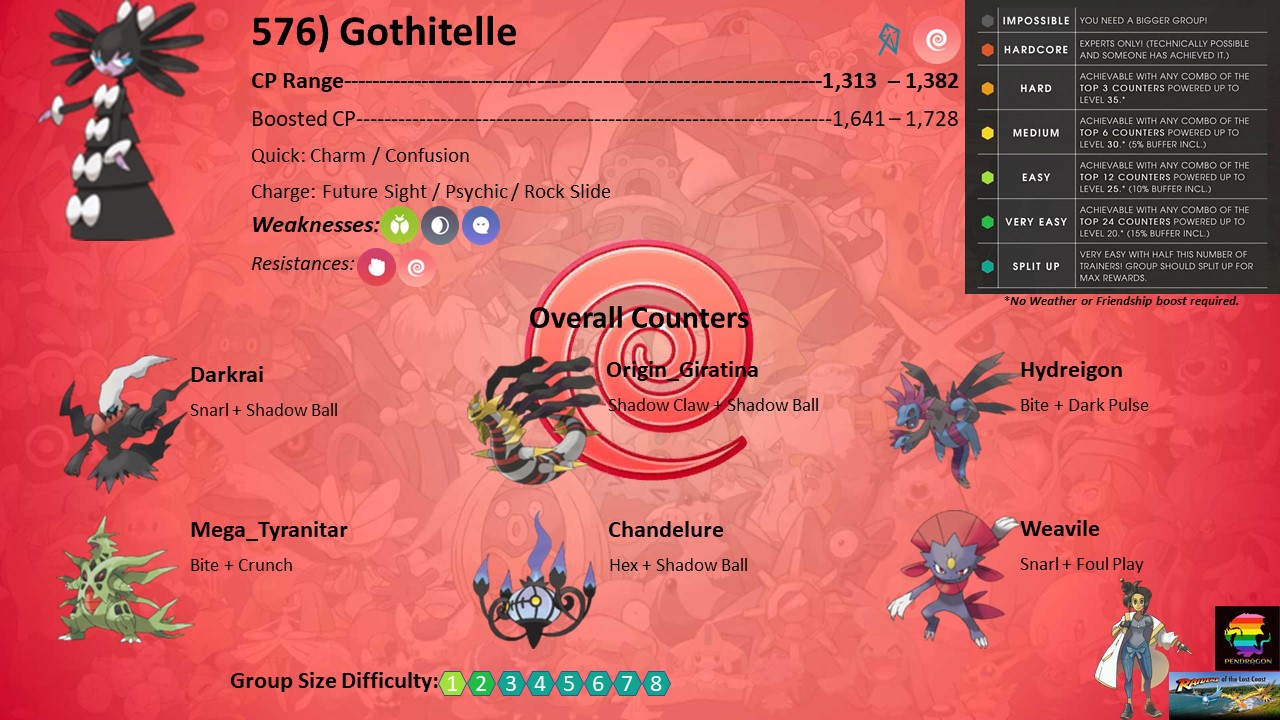 576) Gothitelle
CP Range--------------------------------------------------------------------------1,313 – 1,382
Boosted CP--------------------------------------------------------------------------1,641 – 1,728
Quick: Charm / Confusion
Charge: Future Sight / Psychic / Rock Slide
Weaknesses:
Resistances:
IMPOSSIBLE YOU NEED A BIGGER GROUP!
HARDCORE EXPERTS ONLY! (TECHNICALLY POSSIBLE
AND SOMEONE HAS ACHIEVED IT.)
HARD ACHIEVABLE WITH ANY COMBO OF THE
TOP 3 COUNTERS POWERED UP TO
LEVEL 35.*
MEDIUM ACHIEVABLE WITH ANY COMBO OF THE
TOP 6 COUNTERS POWERED UP TO
LEVEL 30.* (5% BUFFER INCL.)
EASY ACHIEVABLE WITH ANY COMBO OF THE
TOP 12 COUNTERS POWERED UP TO
LEVEL 25.* (10% BUFFER INCL.)
VERY EASY ACHIEVABLE WITH ANY COMBO OF THE
TOP 24 COUNTERS POWERED UP TO
LEVEL 20.* (15% BUFFER INCL.)
SPLIT UP VERY EASY WITH HALF THIS NUMBER OF
TRAINERS! GROUP SHOULD SPLIT UP FOR
MAX REWARDS.
*No Weather or Friendship boost required.
Overall Counters
Darkrai
Snarl + Shadow Ball
Origin_Giratina
Shadow Claw + Shadow Ball
Hydreigon
Bite + Dark Pulse
Mega_Tyranitar
Bite + Crunch
Chandelure
Hex + Shadow Ball
Weavile
Snarl + Foul Play
Group Size Difficulty: 1 2 3 4 5 6 7 8
PENDRAGON
RAIDERS of the Lost Coast